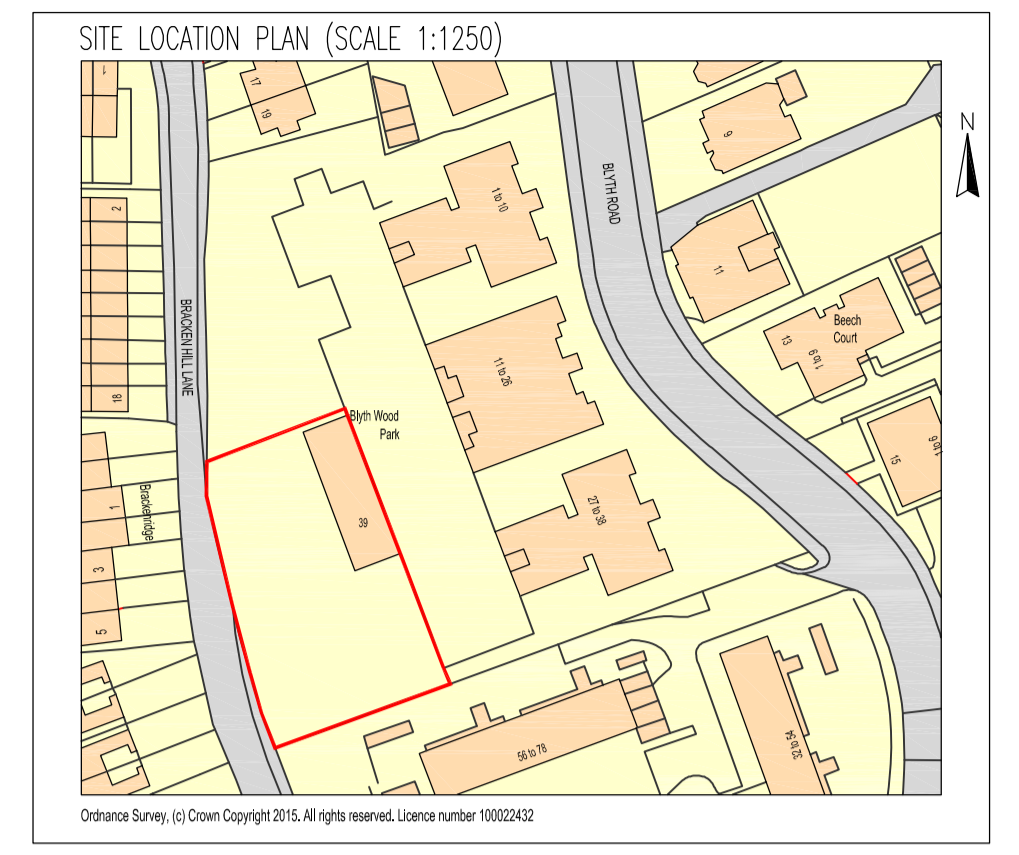 SITE LOCATION PLAN (SCALE 1:1250)
N
17
19
9
2
1 to 10
BLYTH ROAD
11
BRACKEN HILL LANE
Beech
Court
13
1 to 9
11 to 26
18
Blyth Wood
Park
15
1 to 6
Brackenridge
1
39
27 to 38
3
5
56 to 78
32 to 54
Ordnance Survey, (c) Crown Copyright 2015. All rights reserved. Licence number 100022432